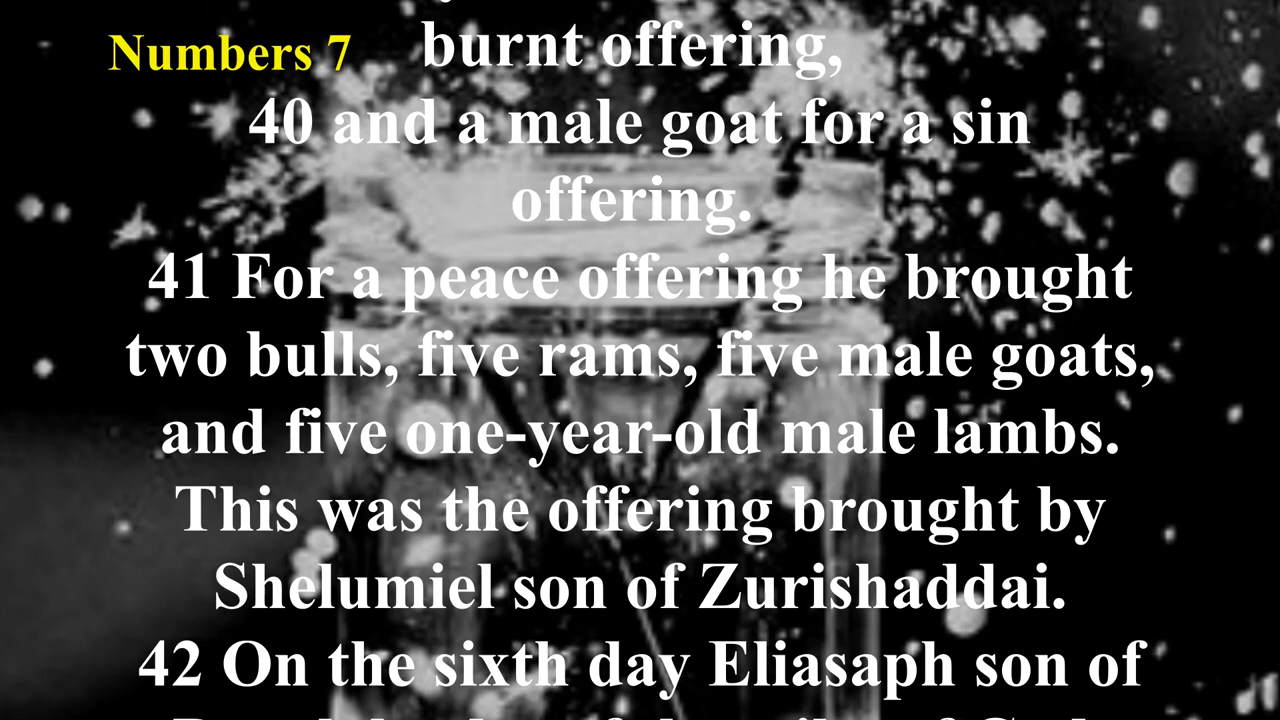 Numbers 7
burnt offering,
40 and a male goat for a sin
offering.
41 For a peace offering he brought
two bulls, five rams, five male goats,
and five one-year-old male lambs.
This was the offering brought by
Shelumiel son of Zurishaddai.
42 On the sixth day Eliasaph son of